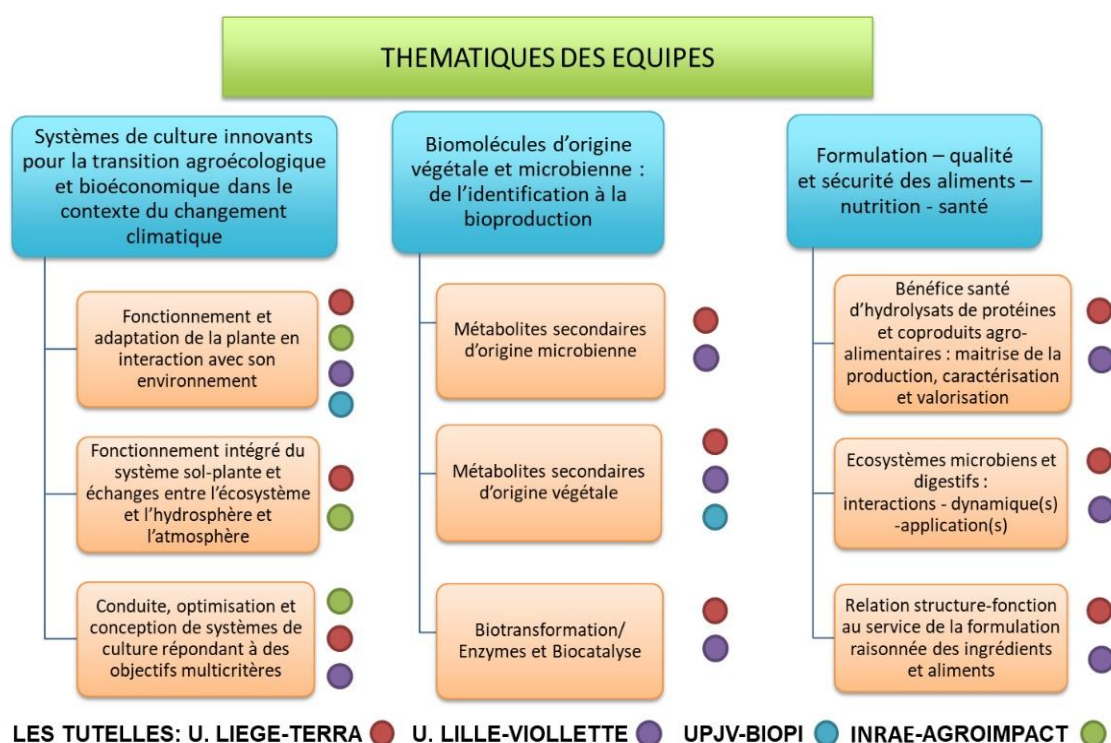 THEMATIQUES DES EQUIPES
Systèmes de culture innovants
pour la transition agroécologique
et bioéconomique dans le
contexte du changement
climatique
Fonctionnement et
adaptation de la plante en
interaction avec son
environnement
Fonctionnement intégré du
système sol-plante et
échanges entre l'écosystème
et l'hydrosphère et
l'atmosphère
Conduite, optimisation et
conception de systèmes de
culture répondant à des
objectifs multicritères
Biomolécules d'origine
végétale et microbienne :
de l'identification à la
bioproduction
Métabolites secondaires
d'origine microbienne
Métabolites secondaires
d'origine végétale
Biotransformation/
Enzymes et Biocatalyse
Formulation – qualité
et sécurité des aliments –
nutrition - santé
Bénéfice santé
d'hydrolysats de protéines
et coproduits agro-
alimentaires : maitrise de la
production, caractérisation
et valorisation
Ecosystèmes microbiens et
digestifs :
interactions - dynamique(s)
-application(s)
Relation structure-fonction
au service de la formulation
raisonnée des ingrédients
et aliments
LES TUTELLES: U. LIEGE-TERRA U. LILLE-VIOLLETTE UPJV-BIOPI INRAE-AGROIMPACT